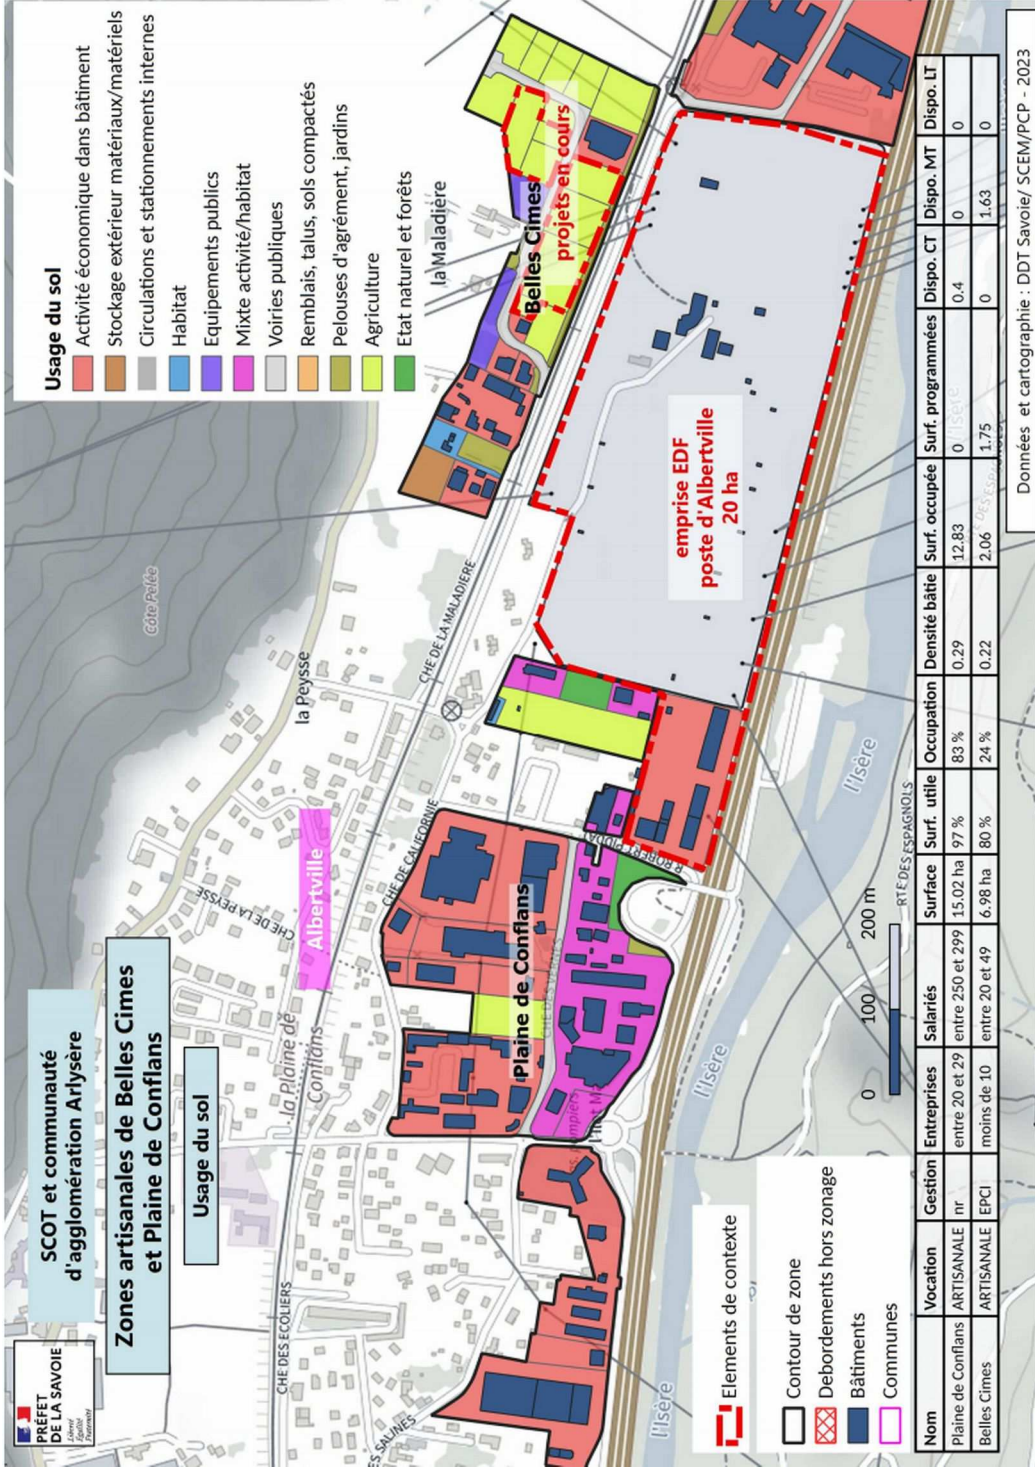 PRÉFET
DE LA SAVOIE
Liberté
Égalité
Fraternité
SCOT et communauté
d'agglomération Arlysère
Zones artisanales de Belles Cimes
et Plaine de Conflans
Usage du sol
Usage du sol
Activité économique dans bâtiment
Stockage extérieur matériaux/matériels
Circulations et stationnements internes
Habitat
Equipements publics
Mixte activité/habitat
Voiries publiques
Remblais, talus, sols compactés
Pelouses d'agrément, jardins
Agriculture
Etat naturel et forêts
Côte Pelée
la Peysse
CHE DE LA PEYSSE
Albertville
la Plaine de
Conflans
CHE DES ECOLIERS
ES SAULNES
CHE DE CALIFORNIE
CHE DE LA MALADIERE
la Maladière
Belles Cimes
projets en cours
Plaine de Conflans
R ROBERT PIDDAT
emprise EDF
poste d'Albertville
20 ha
l'Isère
l'Isère
l'Isère
RTE DES ESPAGNOLS
0 100 200 m
Elements de contexte
Contour de zone
Debordements hors zonage
Bâtiments
Communes
Nom Vocation Gestion Entreprises Salariés Surface Surf. utile Occupation Densité bâtie Surf. occupée Surf. programmées Dispo. CT Dispo. MT Dispo. LT
Plaine de Conflans ARTISANALE nr entre 20 et 29 entre 250 et 299 15.02 ha 97 % 83 % 0.29 12.83 0 0.4 0 0
Belles Cimes ARTISANALE EPCI moins de 10 entre 20 et 49 6.98 ha 80 % 24 % 0.22 2.06 1.75 0 1.63 0
Données et cartographie : DDT Savoie/ SCEM/PCP - 2023